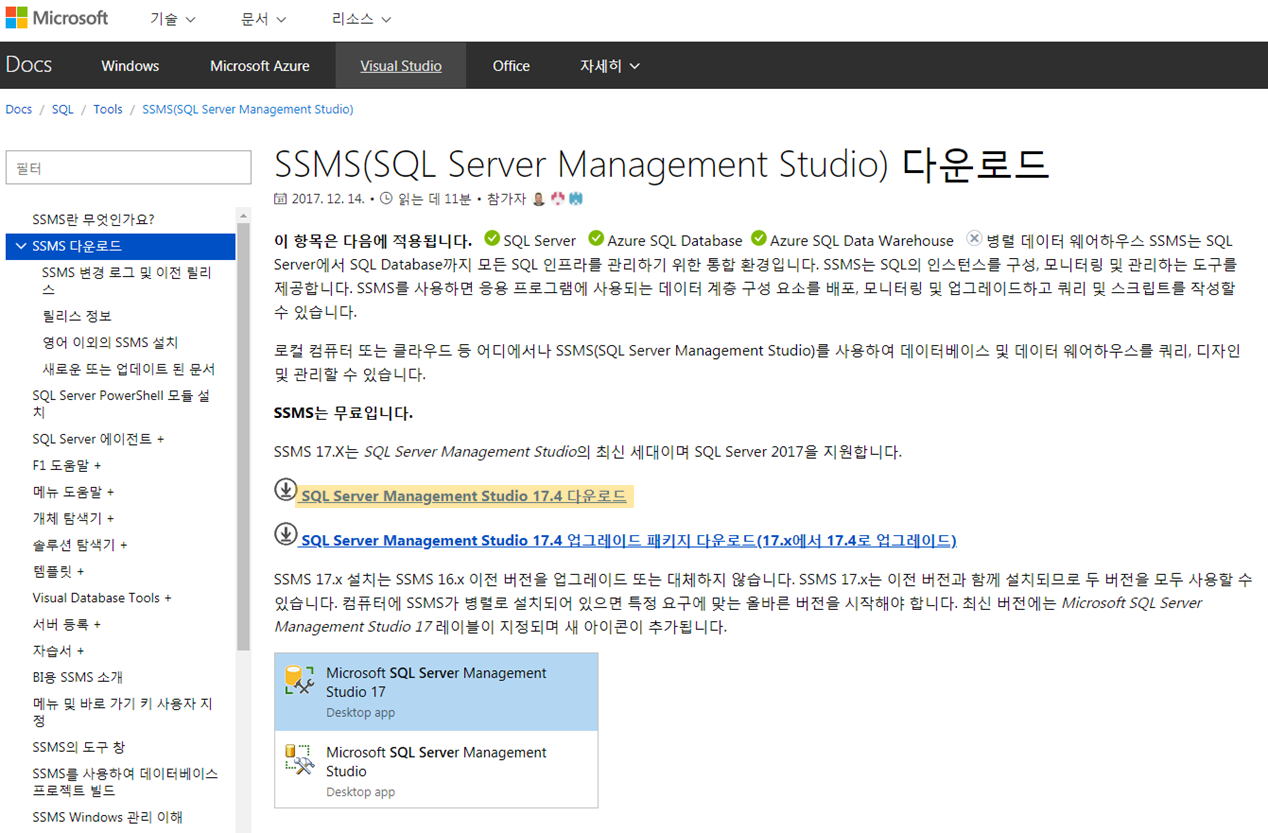 Microsoft 기술 문서 리소스
Docs Windows Microsoft Azure Visual Studio Office 자세히
Docs / SQL / Tools / SSMS(SQL Server Management Studio)
필터
SSMS란 무엇인가요?
SSMS 다운로드
SSMS 변경 로그 및 이전 릴리
스
릴리스 정보
영어 이외의 SSMS 설치
새로운 또는 업데이트 된 문서
SQL Server PowerShell 모듈 설
치
SQL Server 에이전트 +
F1 도움말 +
메뉴 도움말 +
개체 탐색기 +
솔루션 탐색기 +
템플릿 +
Visual Database Tools +
서버 등록 +
자습서 +
BI용 SSMS 소개
메뉴 및 바로 가기 키 사용자 지
정
SSMS의 도구 창
SSMS를 사용하여 데이터베이스
프로젝트 빌드
SSMS Windows 관리 이해
SSMS(SQL Server Management Studio) 다운로드
2017. 12. 14. • 읽는 데 11분 • 참가자
이 항목은 다음에 적용됩니다. SQL Server Azure SQL Database Azure SQL Data Warehouse 병렬 데이터 웨어하우스 SSMS는 SQL
Server에서 SQL Database까지 모든 SQL 인프라를 관리하기 위한 통합 환경입니다. SSMS는 SQL의 인스턴스를 구성, 모니터링 및 관리하는 도구를
제공합니다. SSMS를 사용하면 응용 프로그램에 사용되는 데이터 계층 구성 요소를 배포, 모니터링 및 업그레이드하고 쿼리 및 스크립트를 작성할
수 있습니다.
로컬 컴퓨터 또는 클라우드 등 어디에서나 SSMS(SQL Server Management Studio)를 사용하여 데이터베이스 및 데이터 웨어하우스를 쿼리, 디자인
및 관리할 수 있습니다.
SSMS는 무료입니다.
SSMS 17.X는 SQL Server Management Studio의 최신 세대이며 SQL Server 2017을 지원합니다.
SQL Server Management Studio 17.4 다운로드
SQL Server Management Studio 17.4 업그레이드 패키지 다운로드(17.x에서 17.4로 업그레이드)
SSMS 17.x 설치는 SSMS 16.x 이전 버전을 업그레이드 또는 대체하지 않습니다. SSMS 17.x는 이전 버전과 함께 설치되므로 두 버전을 모두 사용할 수
있습니다. 컴퓨터에 SSMS가 병렬로 설치되어 있으면 특정 요구에 맞는 올바른 버전을 시작해야 합니다. 최신 버전에는 Microsoft SQL Server
Management Studio 17 레이블이 지정되며 새 아이콘이 추가됩니다.
Microsoft SQL Server Management
Studio 17
Desktop app
Microsoft SQL Server Management
Studio
Desktop app